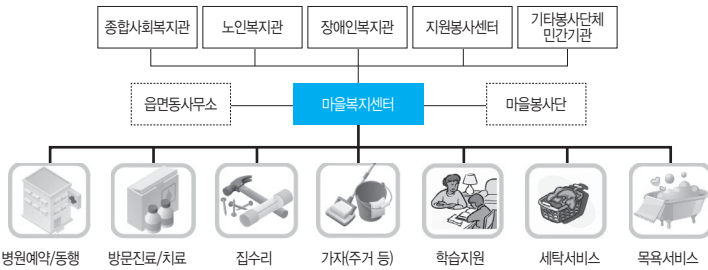 종합사회복지관
노인복지관
장애인복지관
지원봉사센터
기타봉사단체
민간기관
읍면동사무소
마을복지센터
마을봉사단
병원예약/동행
방문진료/치료
집수리
가자(주거 등)
학습지원
세탁서비스
목욕서비스